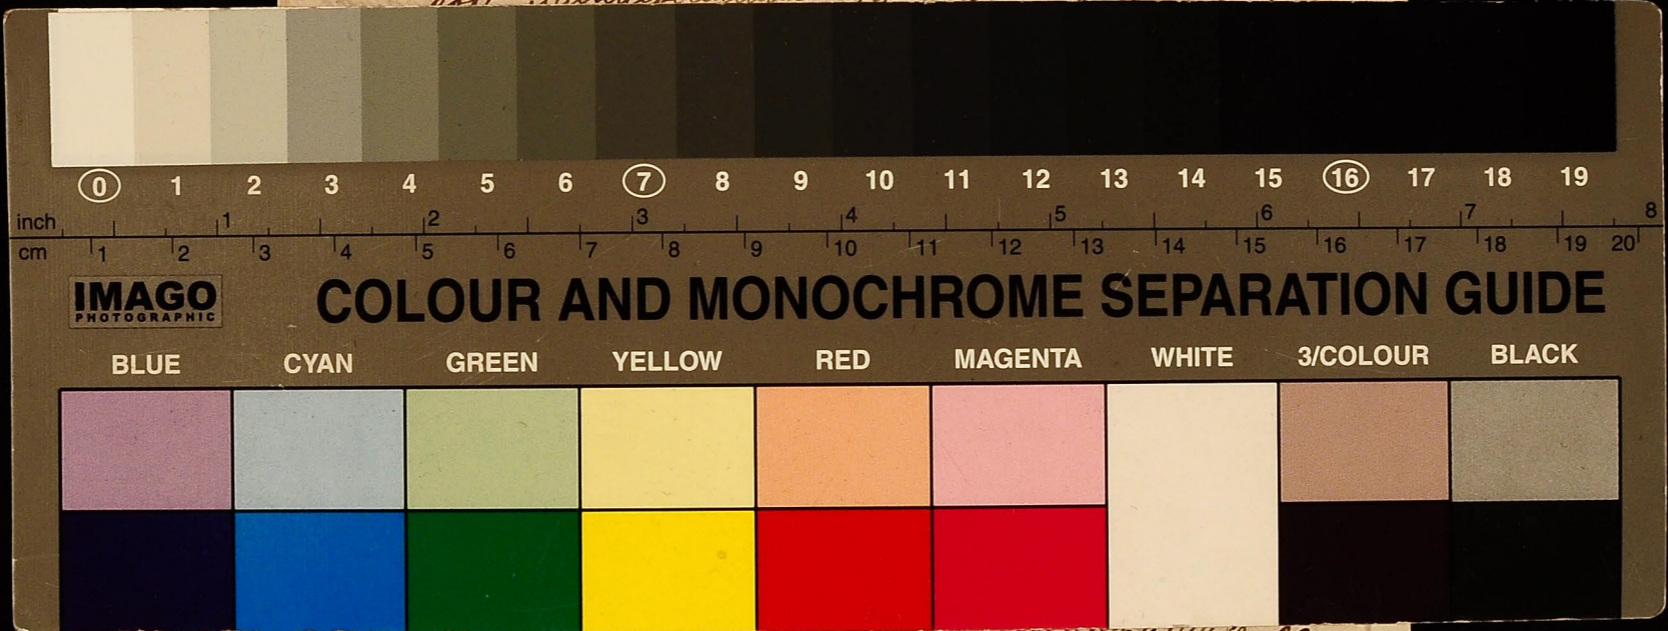 0 1 2 3 4 5 6 7 8 9 10 11 12 13 14 15 16 17 18 19
inch 1 2 3 4 5 6 7 8
cm 1 2 3 4 5 6 7 8 9 10 11 12 13 14 15 16 17 18 19 20
IMAGO
PHOTOGRAPHIC
COLOUR AND MONOCHROME SEPARATION GUIDE
BLUE CYAN GREEN YELLOW RED MAGENTA WHITE 3/COLOUR BLACK